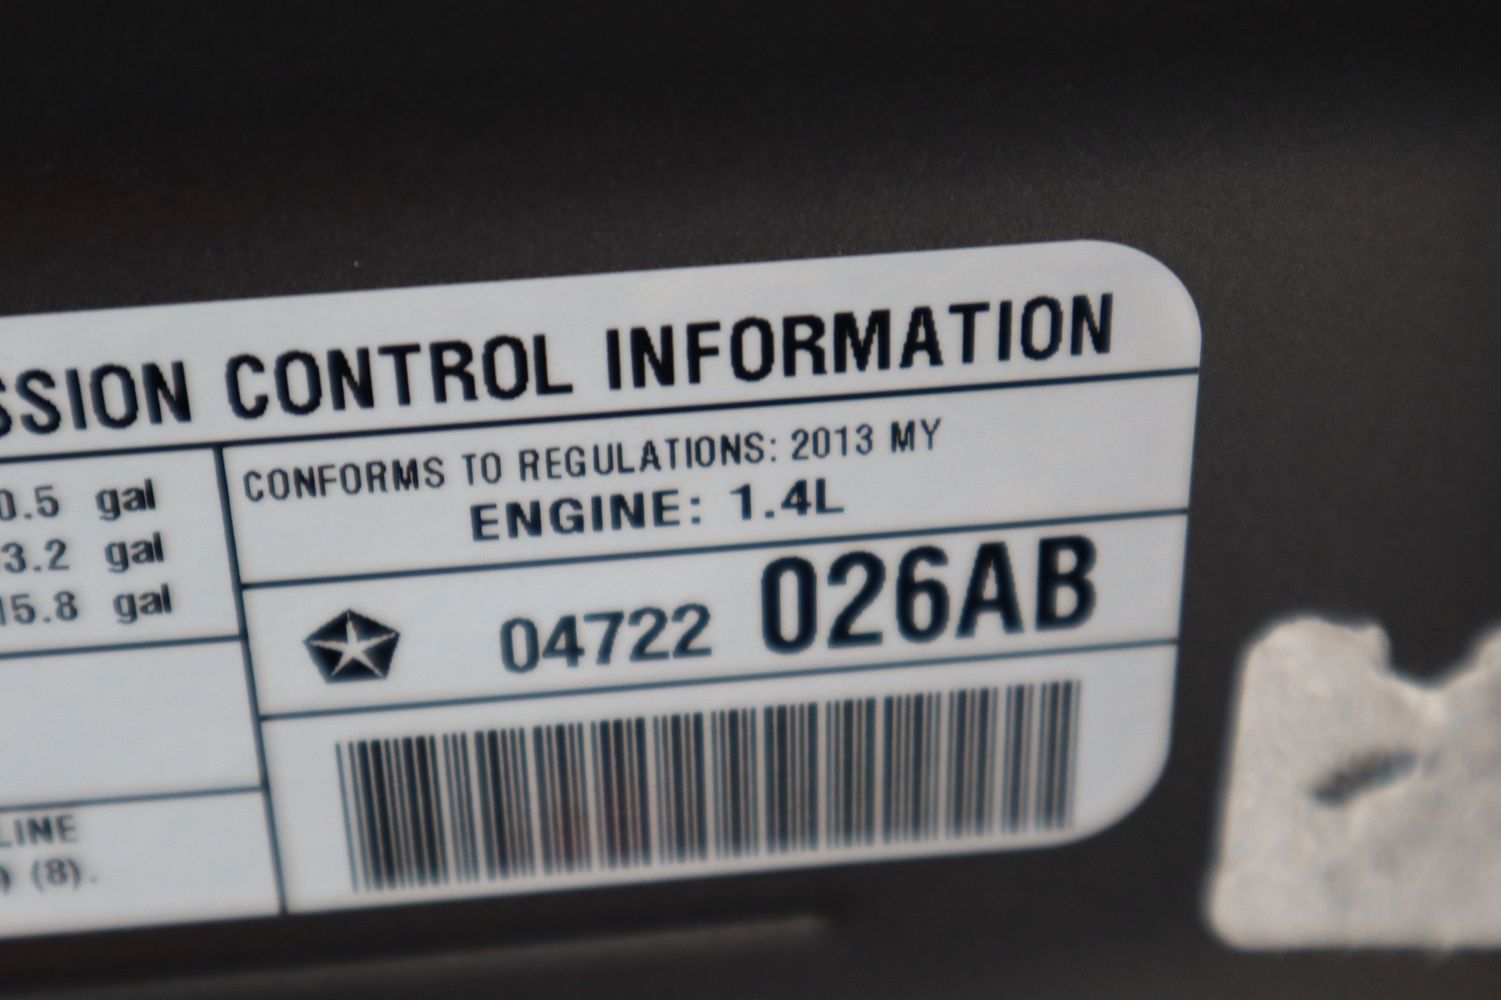 CONTROL INFORMATION
CONFORMS TO REGULATIONS: 2013 MY
ENGINE: 1.4L
0.5 gal
3.2 gal
15.8 gal
04722 026AB
LINE
(8).